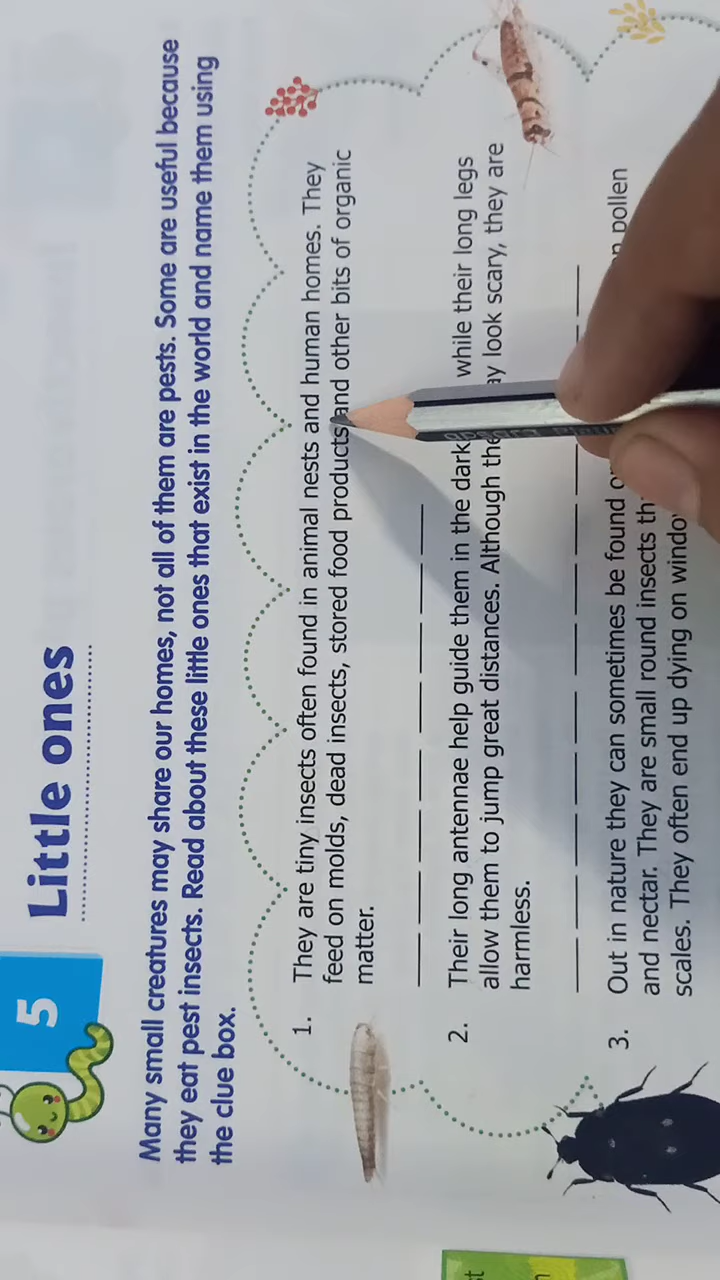 5
Little ones
Many small creatures may share our homes, not all of them are pests. Some are useful because
they eat pest insects. Read about these little ones that exist in the world and name them using
the clue box.
1. They are tiny insects often found in animal nests and human homes. They
feed on molds, dead insects, stored food products and other bits of organic
matter.
2. Their long antennae help guide them in the dark while their long legs
allow them to jump great distances. Although look scary, they are
harmless.
3. Out in nature they can sometimes be found pollen
and nectar. They are small round insects
scales. They often end up dying on